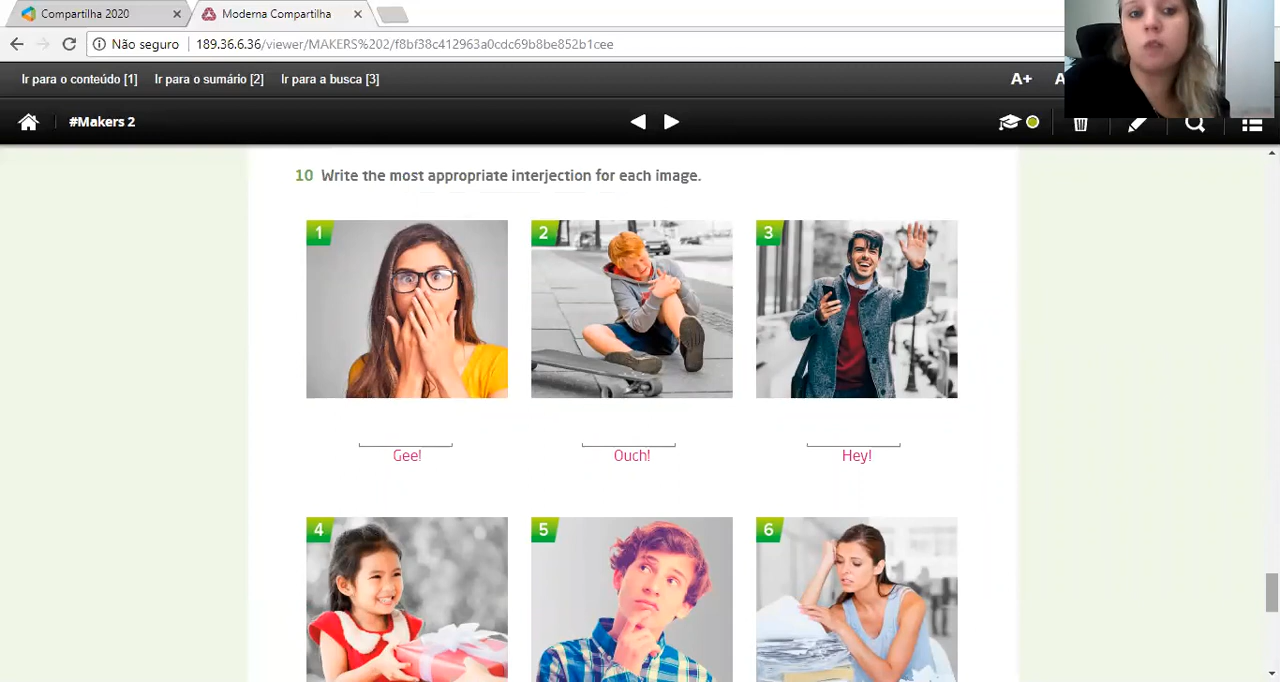 Compartilha 2020
Moderna Compartilha
Não seguro
189.36.6.36/viewer/MAKERS%202/f8bf38c412963a0cdc69b8be852b1cee
Ir para o conteúdo [1] Ir para o sumário [2] Ir para a busca [3]
A+
#Makers 2
10 Write the most appropriate interjection for each image.
1 2 3
Gee! Ouch! Hey!
4 5 6